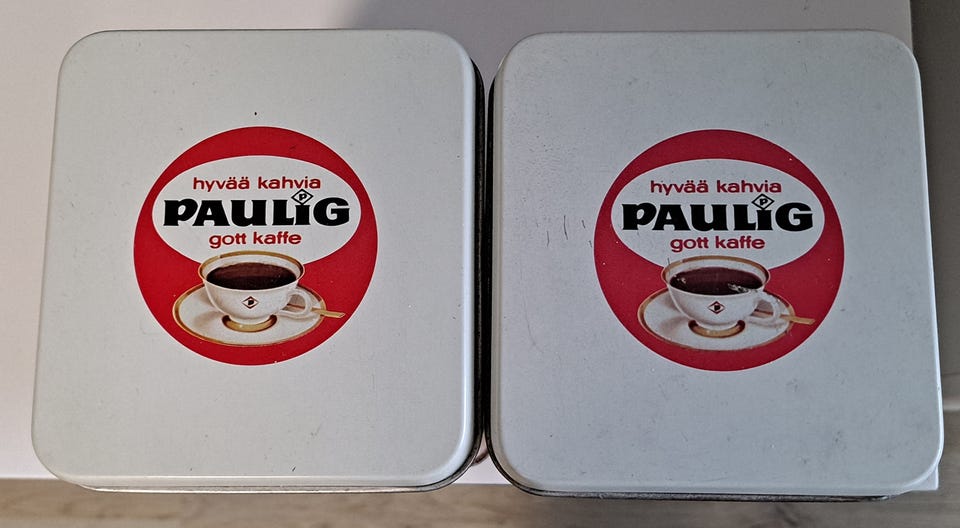 hyvää kahvia
PAULIG
gott kaffe
P
hyvää kahvia
PAULIG
gott kaffe
P